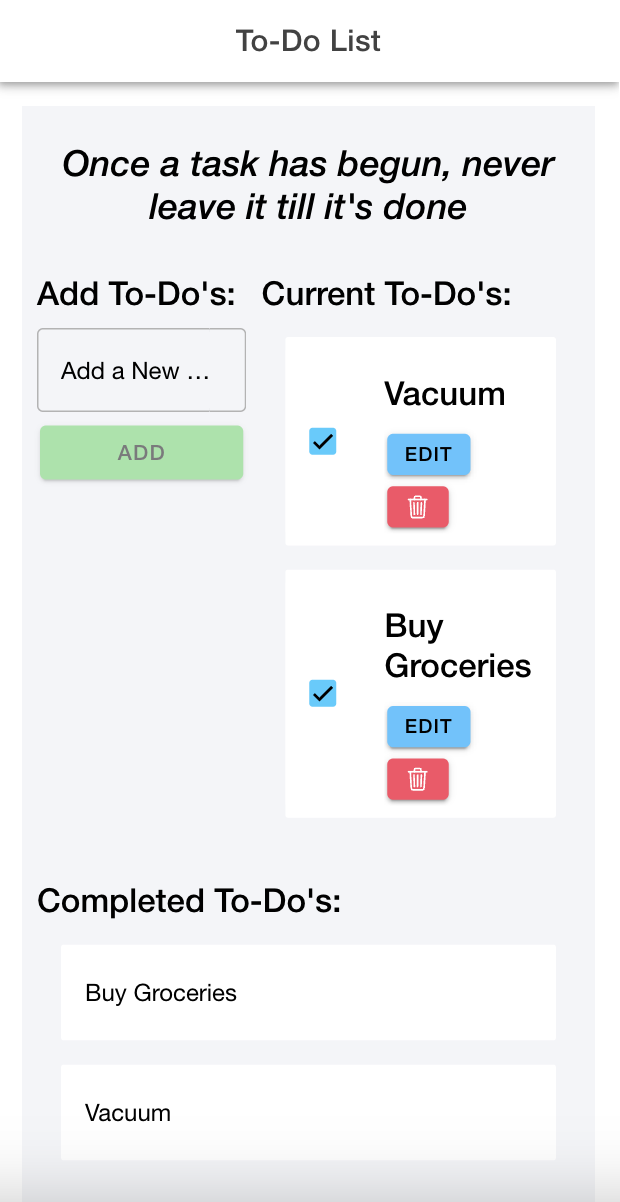 To-Do List
Once a task has begun, never
leave it till it's done
Add To-Do's:
Add a New ...
ADD
Current To-Do's:
Vacuum
EDIT
Buy
Groceries
EDIT
Completed To-Do's:
Buy Groceries
Vacuum